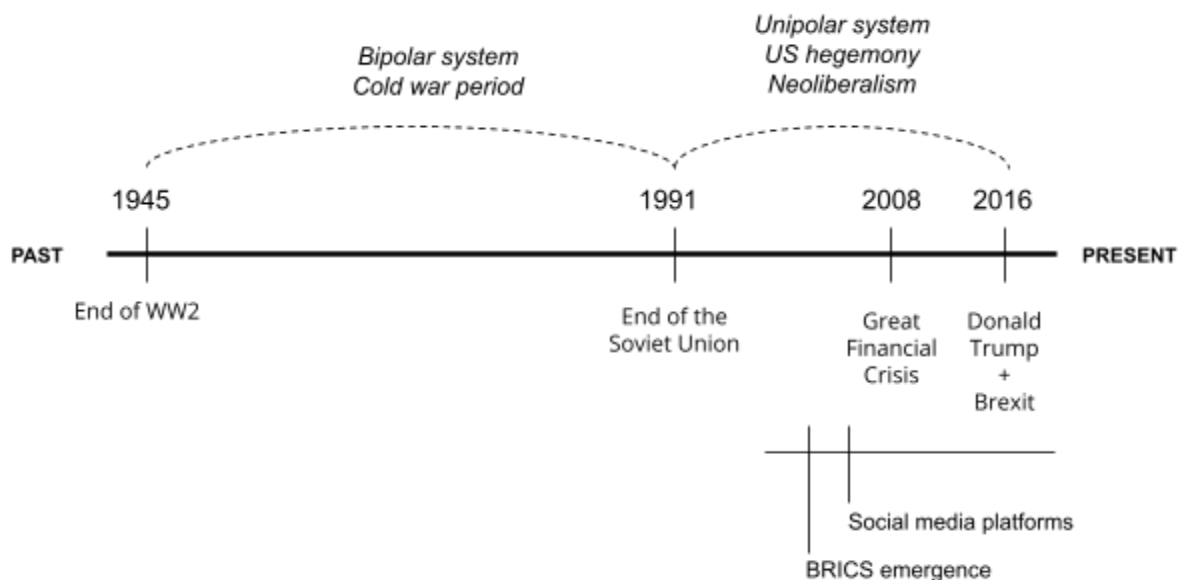 Bipolar system
Cold war period
Unipolar system
US hegemony
Neoliberalism
1945
1991
2008
2016
PAST
PRESENT
End of WW2
End of the
Soviet Union
Great
Financial
Crisis
Donald
Trump
+
Brexit
Social media platforms
BRICS emergence